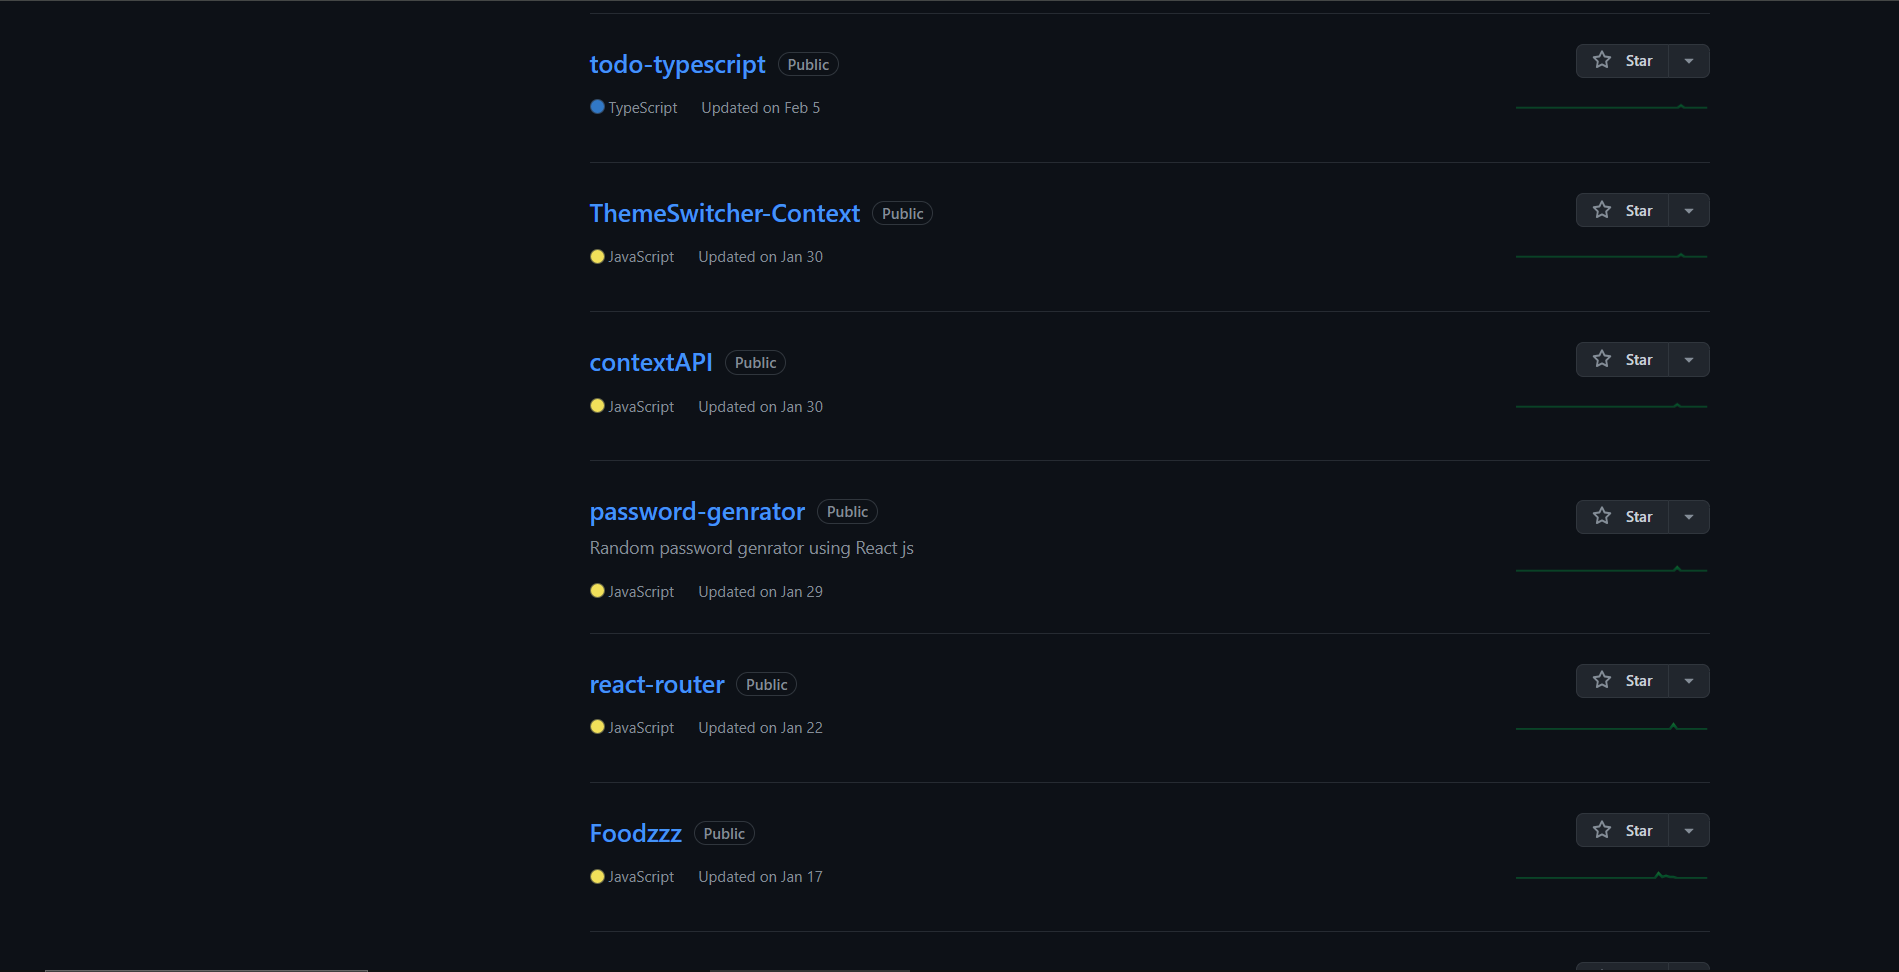 todo-typescript Public Star
TypeScript Updated on Feb 5
ThemeSwitcher-Context Public Star
JavaScript Updated on Jan 30
contextAPI Public Star
JavaScript Updated on Jan 30
password-genrator Public Star
Random password genrator using React js
JavaScript Updated on Jan 29
react-router Public Star
JavaScript Updated on Jan 22
Foodzzz Public Star
JavaScript Updated on Jan 17